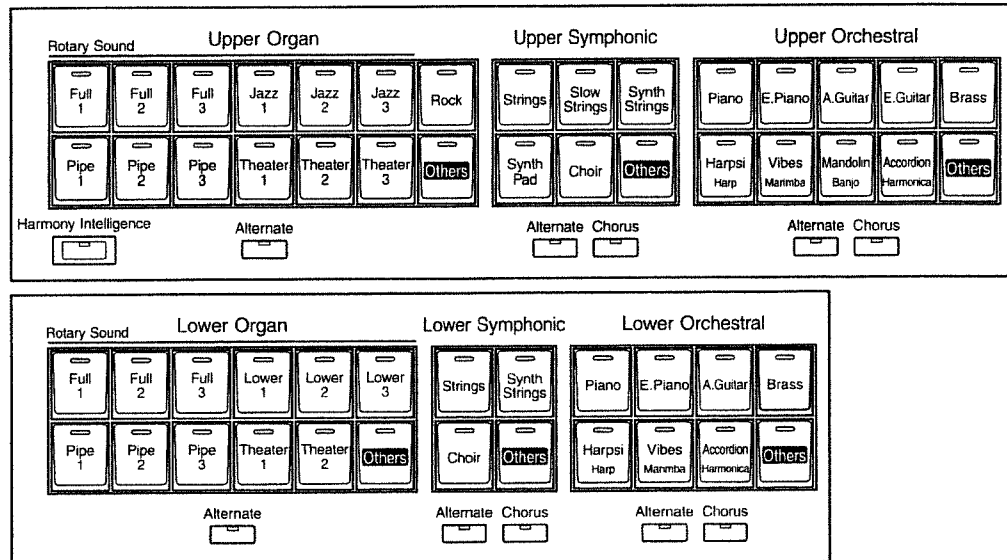 Rotary Sound Upper Organ Upper Symphonic Upper Orchestral
Full 1 Full 2 Full 3 Jazz 1 Jazz 2 Jazz 3 Rock Strings Slow Strings Synth Strings Piano E.Piano A.Guitar E.Guitar Brass
Pipe 1 Pipe 2 Pipe 3 Theater 1 Theater 2 Theater 3 Others Synth Pad Choir Others Harpsi Harp Vibes Marimba Mandolin Banjo Accordion Harmonica Others
Harmony Intelligence Alternate Alternate Chorus Alternate Chorus
Rotary Sound Lower Organ Lower Symphonic Lower Orchestral
Full 1 Full 2 Full 3 Lower 1 Lower 2 Lower 3 Strings Synth Strings Piano E.Piano A.Guitar Brass
Pipe 1 Pipe 2 Pipe 3 Theater 1 Theater 2 Others Choir Others Harpsi Harp Vibes Marimba Accordion Harmonica Others
Alternate Alternate Chorus Alternate Chorus